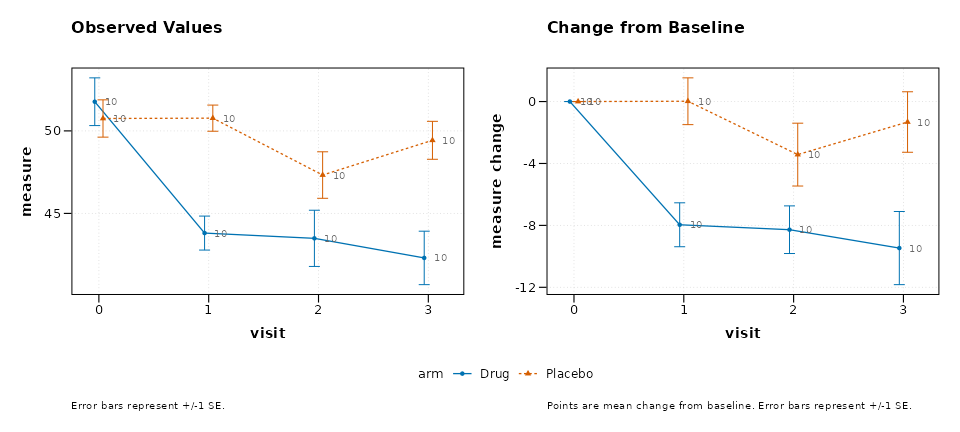 Observed Values
measure
50
45
10
10
10
10
10
10
10
10
0 1 2 3
visit
Change from Baseline
measure change
0
-4
-8
-12
10
10
10
10
10
10
10
10
0 1 2 3
visit
arm Drug Placebo
Error bars represent +/-1 SE.
Points are mean change from baseline. Error bars represent +/-1 SE.